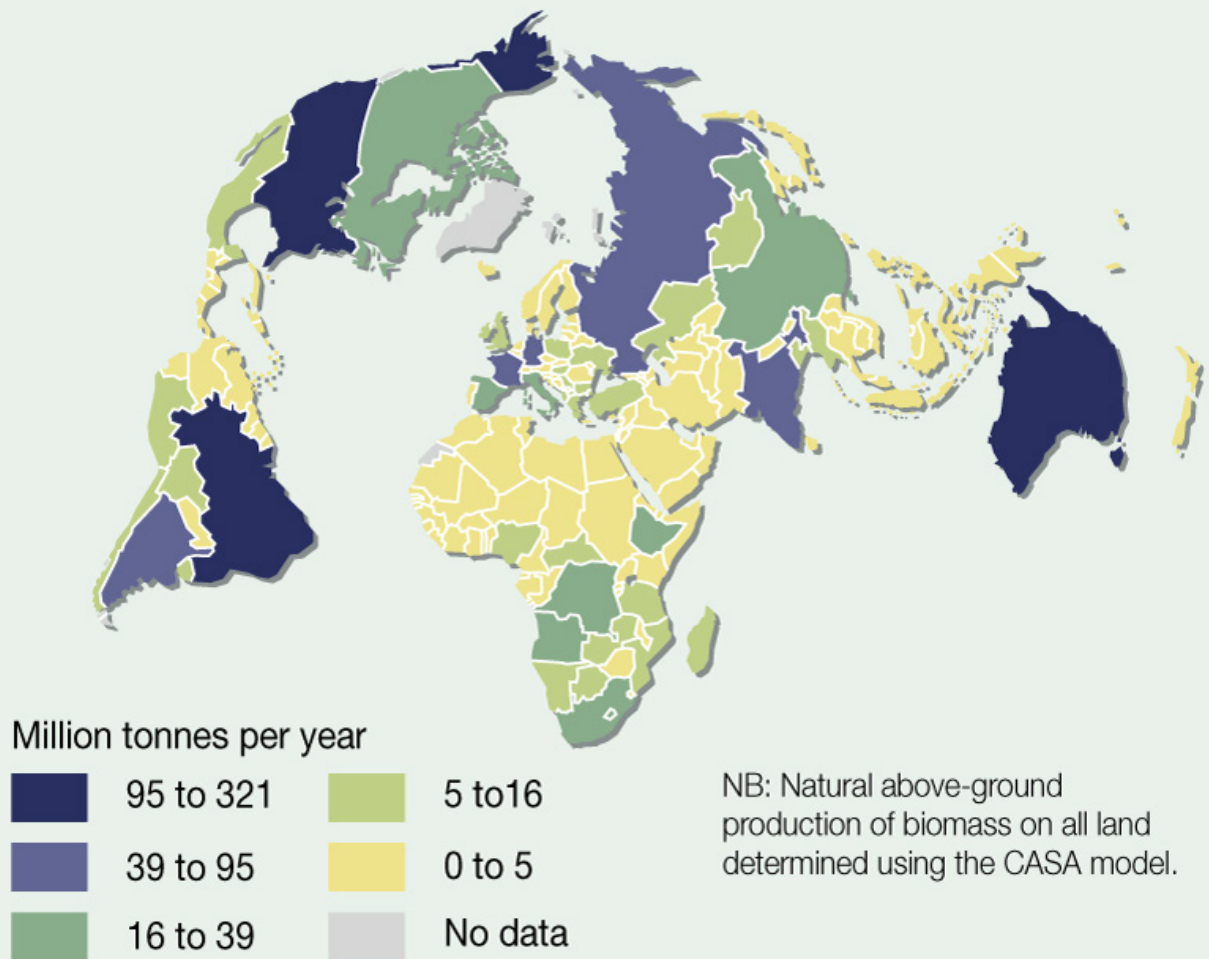 Million tonnes per year
95 to 321
39 to 95
16 to 39
5 to16
0 to 5
No data
NB: Natural above-ground
production of biomass on all land
determined using the CASA model.